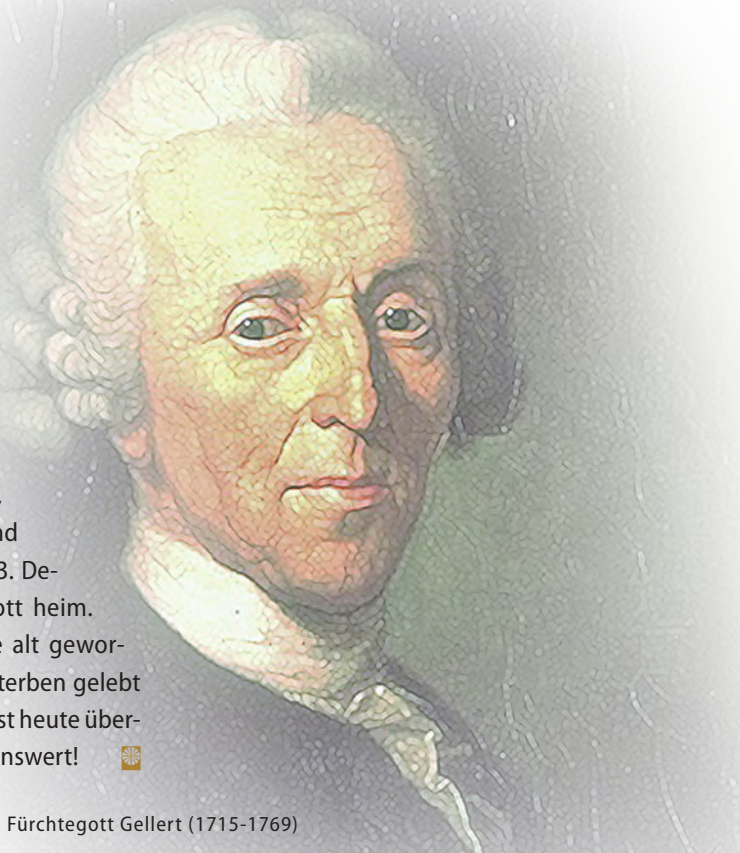 nd
3. De-
ott heim.
e alt gewor-
terben gelebt
st heute über-
nswert!
Fürchtegott Gellert (1715-1769)